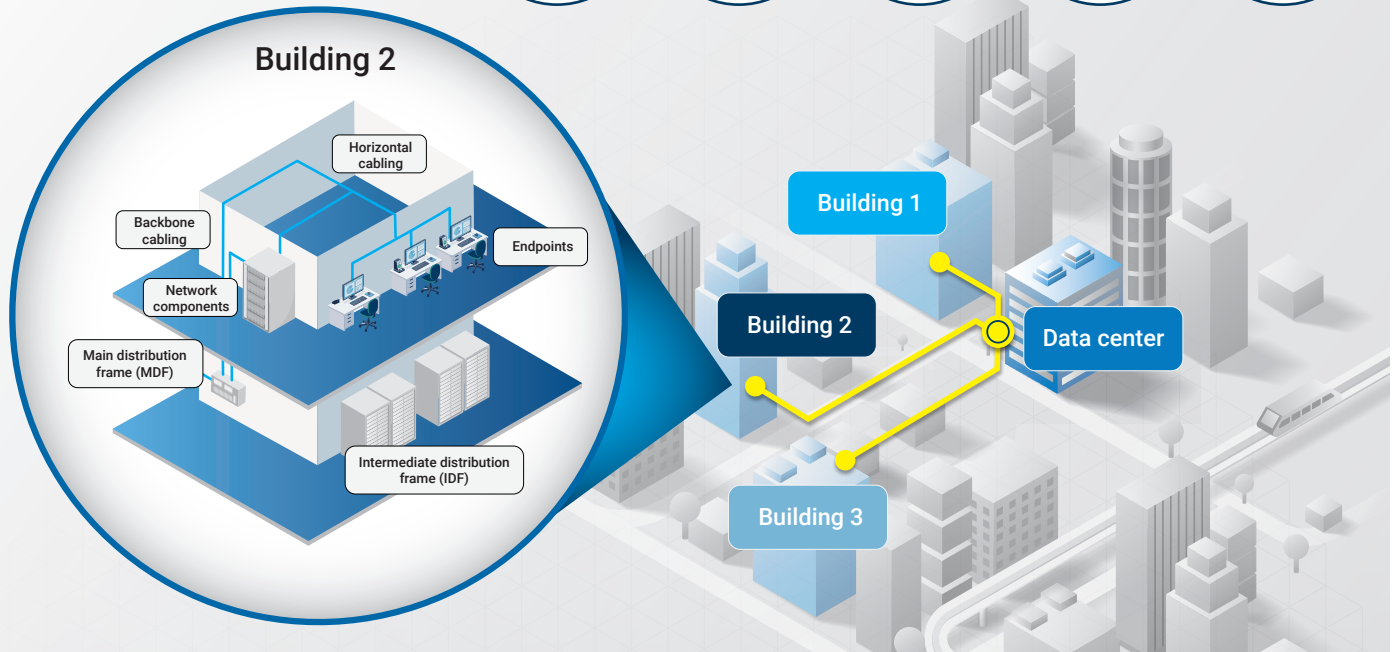 Building 2
Horizontal
cabling
Backbone
cabling
Endpoints
Network
components
Main distribution
frame (MDF)
Intermediate distribution
frame (IDF)
Building 1
Building 2
Data center
Building 3